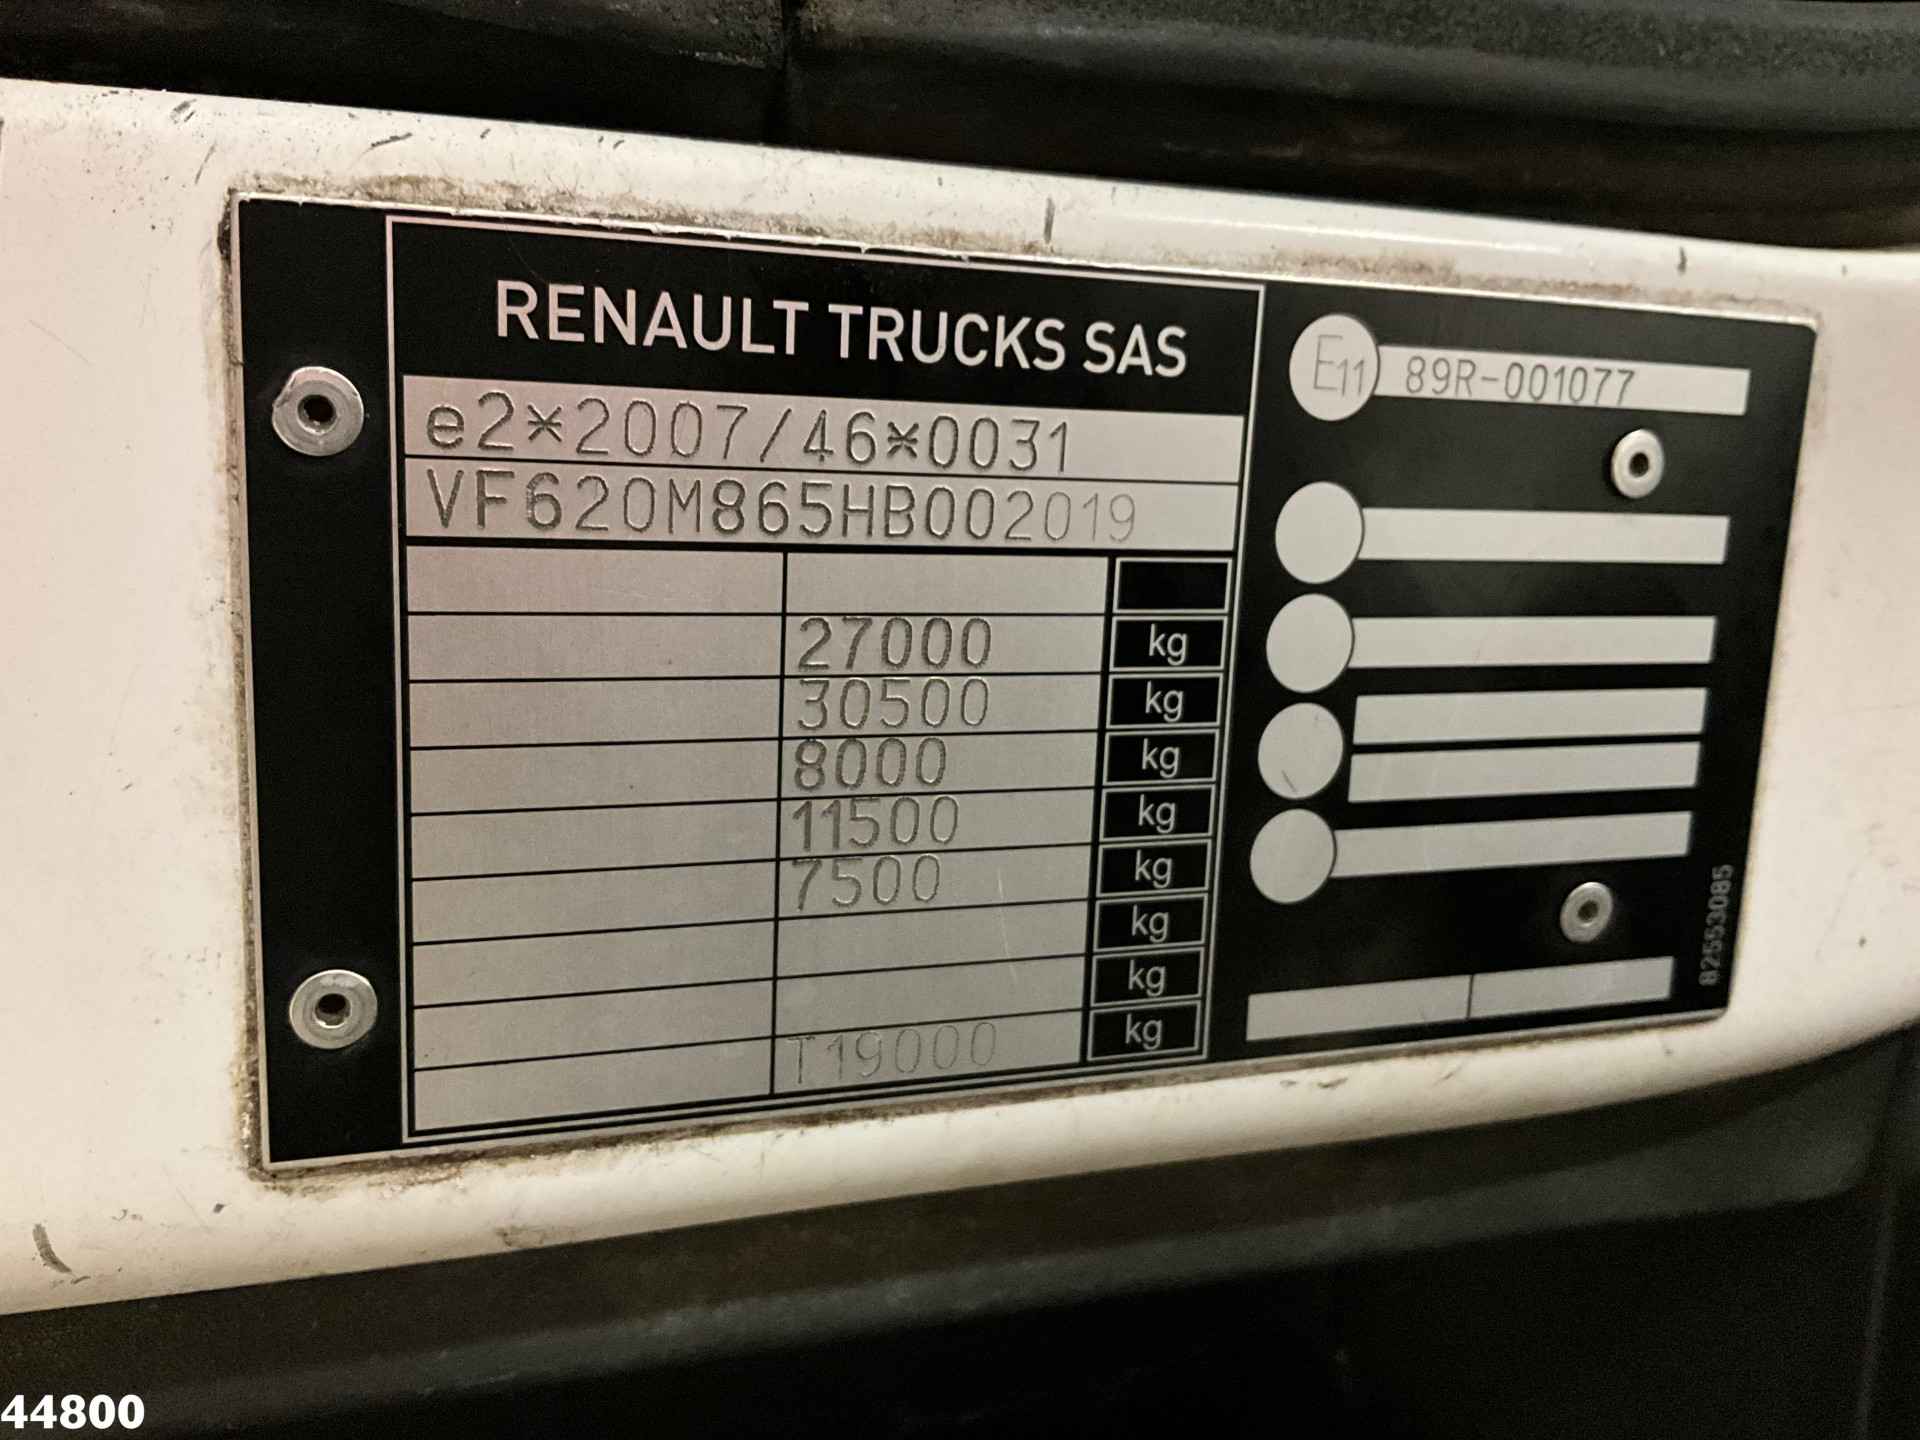 RENAULT TRUCKS SAS
e2*2007/46*0031
VF620M865HB002019
27000 kg
30500 kg
8000 kg
11500 kg
7500 kg
kg
kg
T19000 kg
E11 89R-001077
82553085
44800